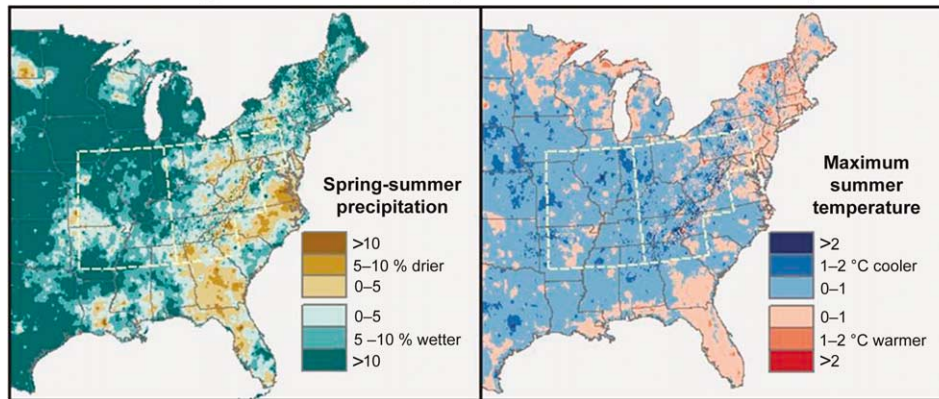 Spring-summer
precipitation
>10
5–10 % drier
0–5
0–5
5 –10 % wetter
>10
Maximum
summer
temperature
>2
1–2 °C cooler
0–1
0–1
1–2 °C warmer
>2